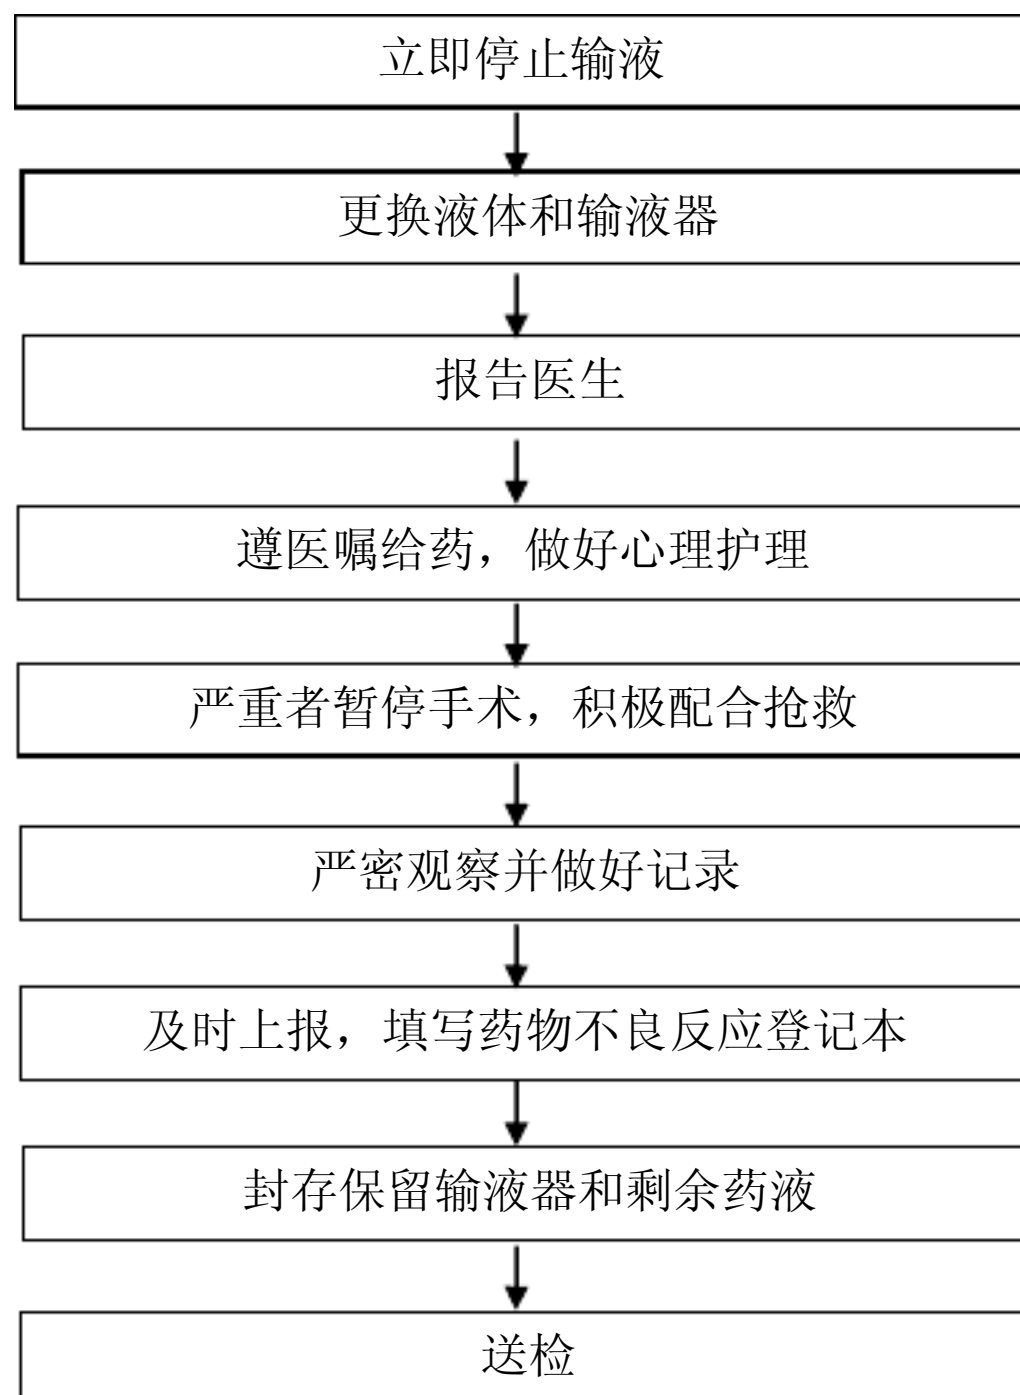 立即停止输液
更换液体和输液器
报告医生
遵医嘱给药，做好心理护理
严重者暂停手术，积极配合抢救
严密观察并做好记录
及时上报，填写药物不良反应登记本
封存保留输液器和剩余药液
送检